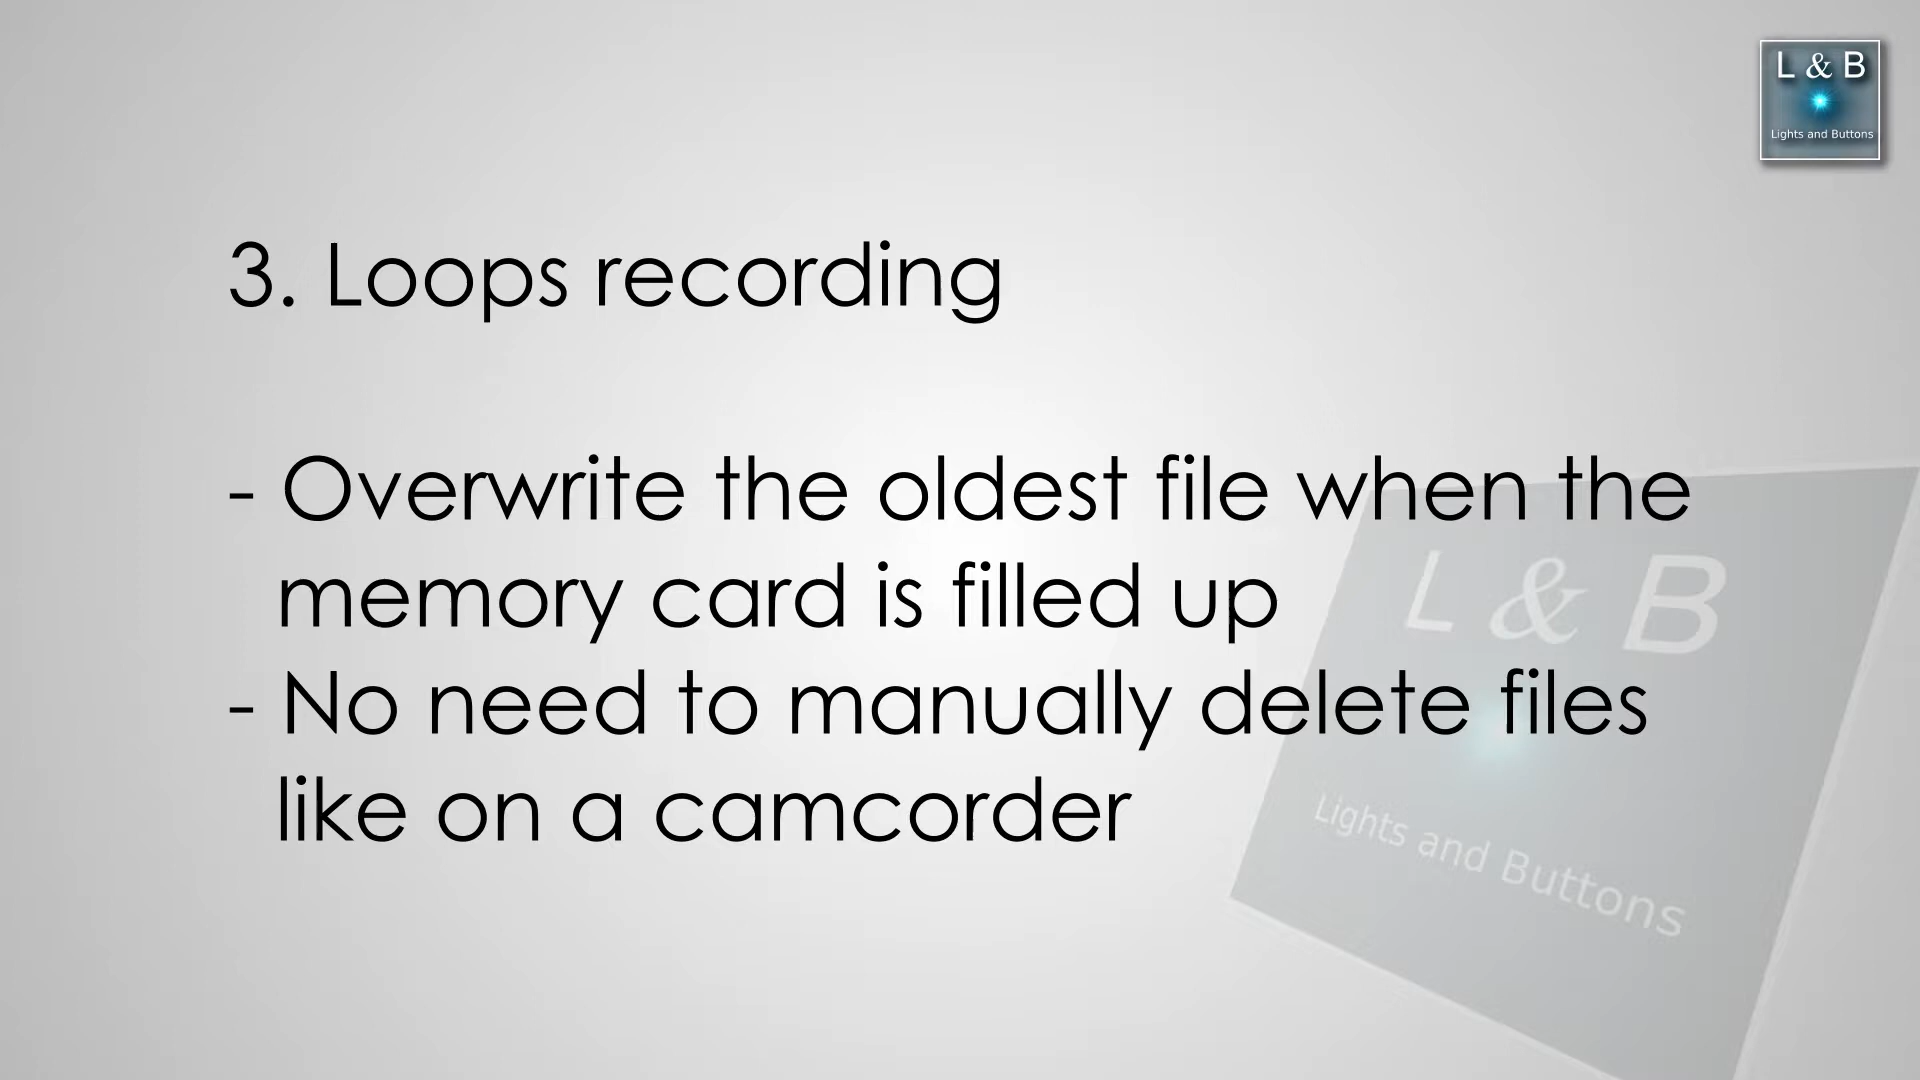 L & B
Lights and Buttons
3. Loops recording
- Overwrite the oldest file when the
memory card is filled up
- No need to manually delete files
like on a camcorder
L & B
Lights and Buttons